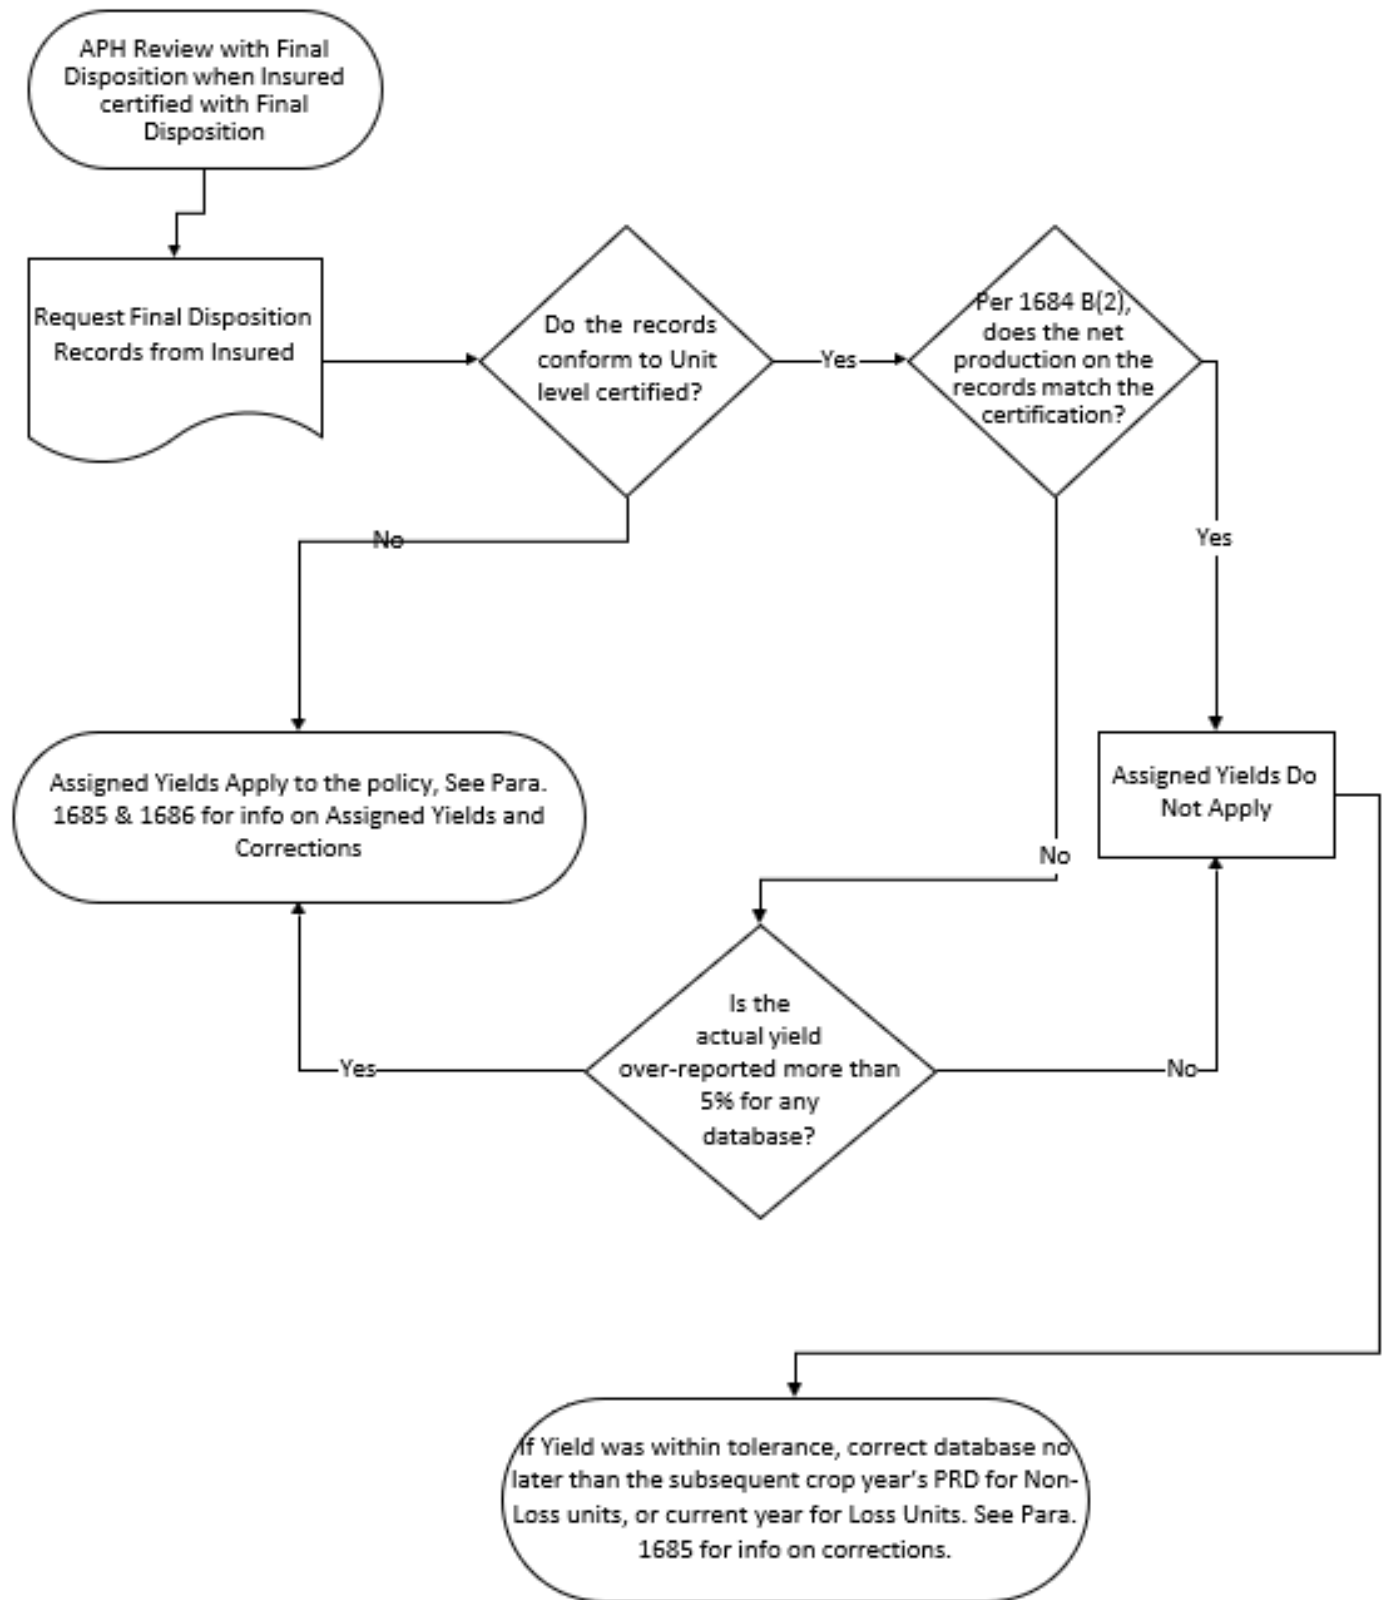 APH Review with Final
Disposition when Insured
certified with Final
Disposition
Request Final Disposition
Records from Insured
Do the records
conform to Unit
level certified?
Yes
Per 1684 B(2),
does the net
production on the
records match the
certification?
No
Yes
Assigned Yields Apply to the policy, See Para.
1685 & 1686 for info on Assigned Yields and
Corrections
Assigned Yields Do
Not Apply
No
Is the
actual yield
over-reported more than
5% for any
database?
Yes
No
If Yield was within tolerance, correct database no
later than the subsequent crop year's PRD for Non-
Loss units, or current year for Loss Units. See Para.
1685 for info on corrections.